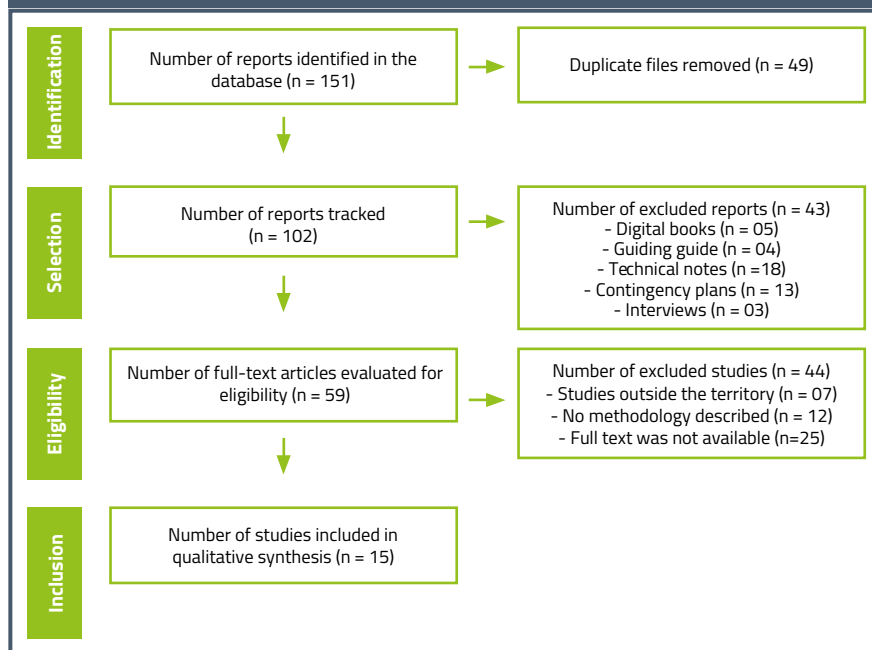 Identification
Number of reports identified in the
database (n = 151)
Duplicate files removed (n = 49)
Selection
Number of reports tracked
(n = 102)
Number of excluded reports (n = 43)
- Digital books (n = 05)
- Guiding guide (n = 04)
- Technical notes (n =18)
- Contingency plans (n = 13)
- Interviews (n = 03)
Eligibility
Number of full-text articles evaluated for
eligibility (n = 59)
Number of excluded studies (n = 44)
- Studies outside the territory (n = 07)
- No methodology described (n = 12)
- Full text was not available (n=25)
Inclusion
Number of studies included in
qualitative synthesis (n = 15)